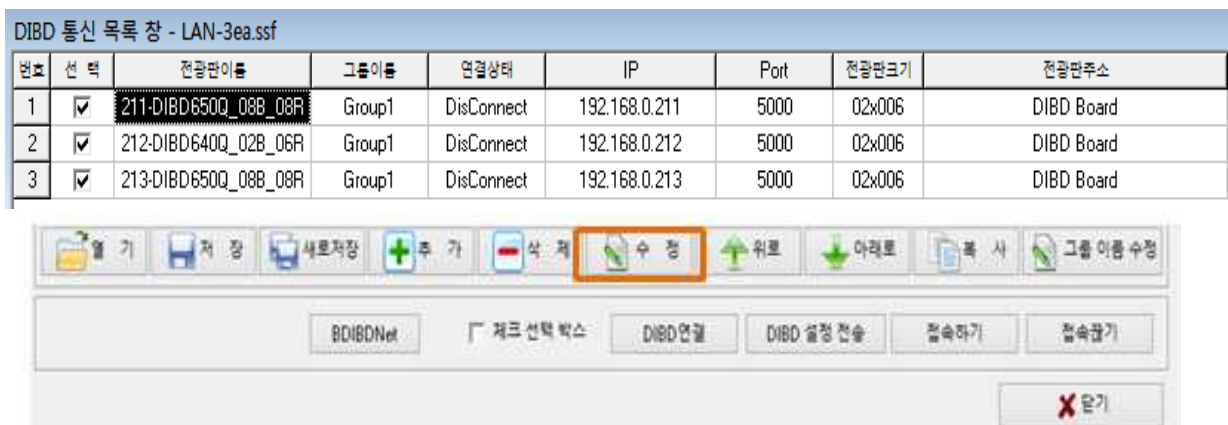 DIBD 통신 목록 창 - LAN-3ea.ssf
번호 선 택 전광판이름 그룹이름 연결상태 IP Port 전광판크기 전광판주소
1 211-DIBD650Q_08B_08R Group1 DisConnect 192.168.0.211 5000 02x006 DIBD Board
2 212-DIBD640Q_02B_06R Group1 DisConnect 192.168.0.212 5000 02x006 DIBD Board
3 213-DIBD650Q_08B_08R Group1 DisConnect 192.168.0.213 5000 02x006 DIBD Board
열 기 저 장 새로저장 추 가 삭 제 수 정 위로 아래로 복 사 그룹 이름 수정
BDIBDNet 체크 선택 박스 DIBD연결 DIBD 설정 전송 접속하기 접속끊기
닫기